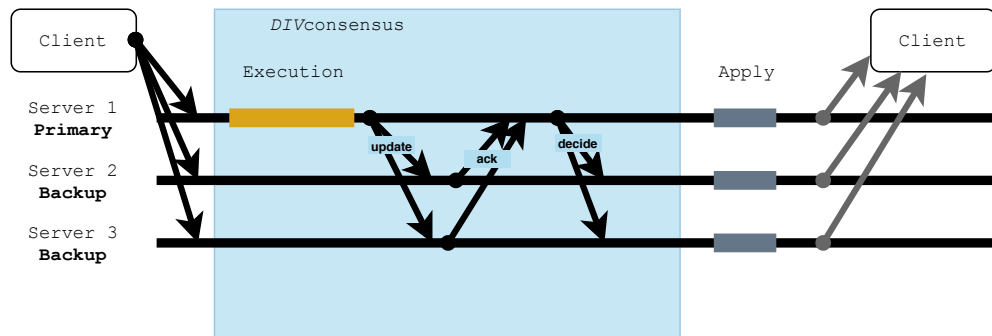 Client
DIVconsensus
Client
Execution
Apply
Server 1
Primary
update
ack
decide
Server 2
Backup
Server 3
Backup